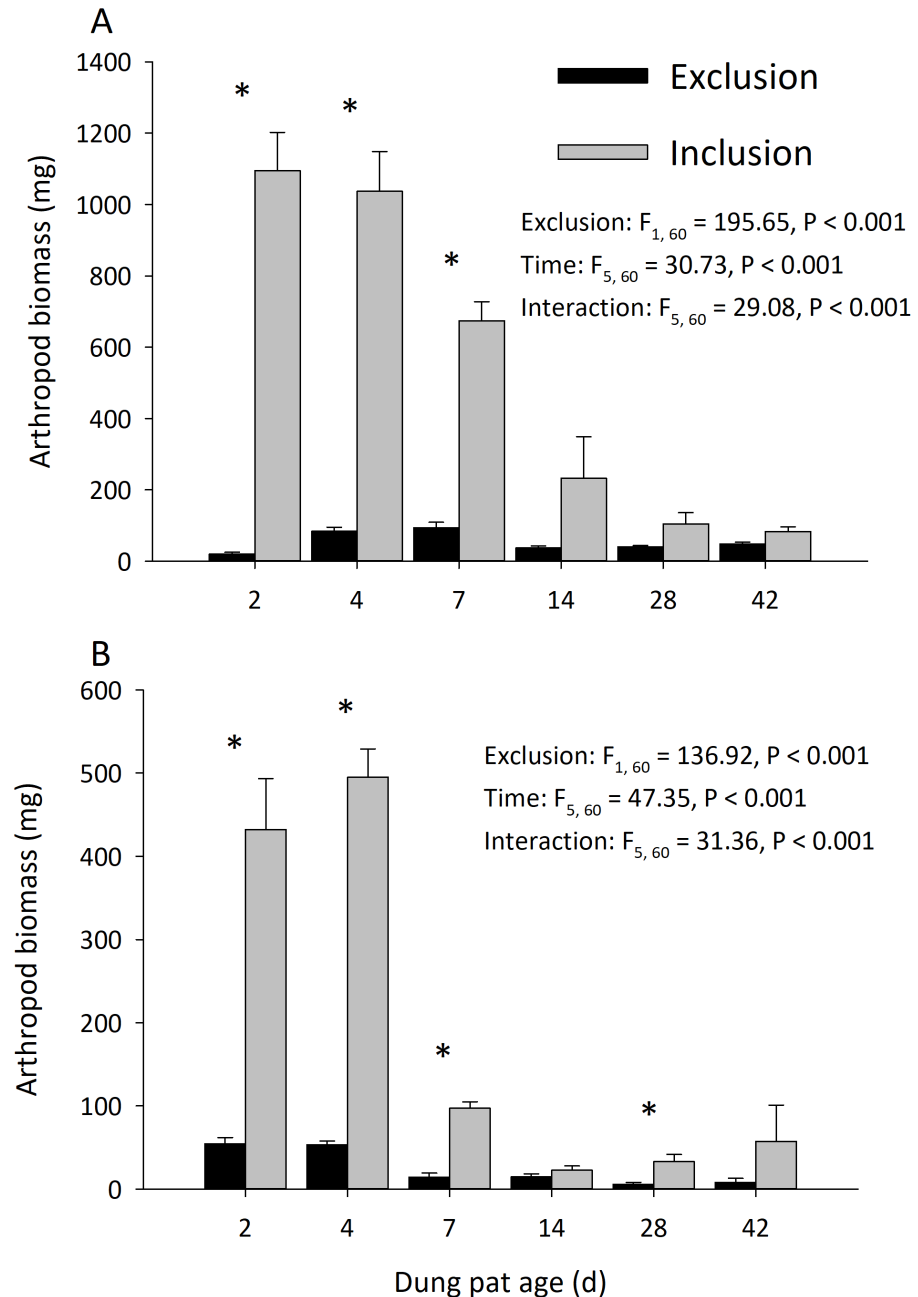 A
1400
1200
1000
800
600
400
200
0
Arthropod biomass (mg)
Exclusion
Inclusion
Exclusion: F1, 60 = 195.65, P < 0.001
Time: F5, 60 = 30.73, P < 0.001
Interaction: F5, 60 = 29.08, P < 0.001
* * *
2 4 7 14 28 42
B
600
500
400
300
200
100
0
Arthropod biomass (mg)
Exclusion: F1, 60 = 136.92, P < 0.001
Time: F5, 60 = 47.35, P < 0.001
Interaction: F5, 60 = 31.36, P < 0.001
* * * *
2 4 7 14 28 42
Dung pat age (d)